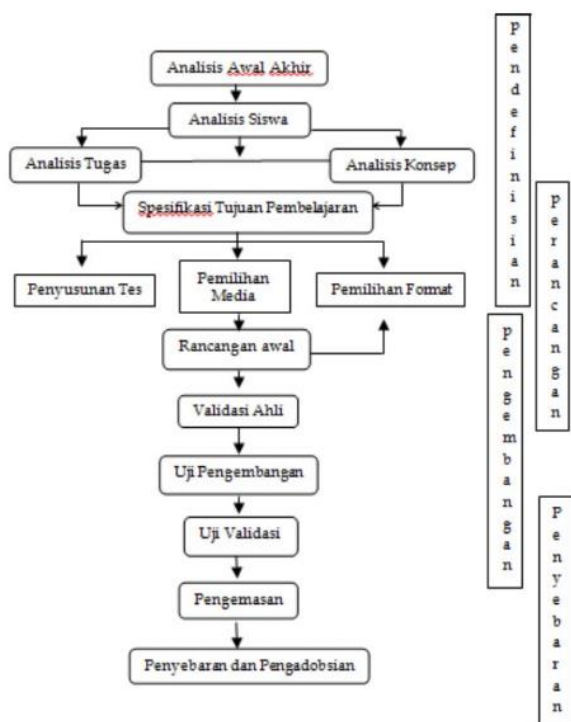 Analisis Awal Akhir
Analisis Siswa
Analisis Tugas
Analisis Konsep
Spesifikasi Tujuan Pembelajaran
Penyusunan Tes
Pemilihan
Media
Pemilihan Format
Rancangan awal
Validasi Ahli
Uji Pengembangan
Uji Validasi
Pengemasan
Penyebaran dan Pengadobsian
pendefinisian
perancangan
pengembangan
Penyebaran